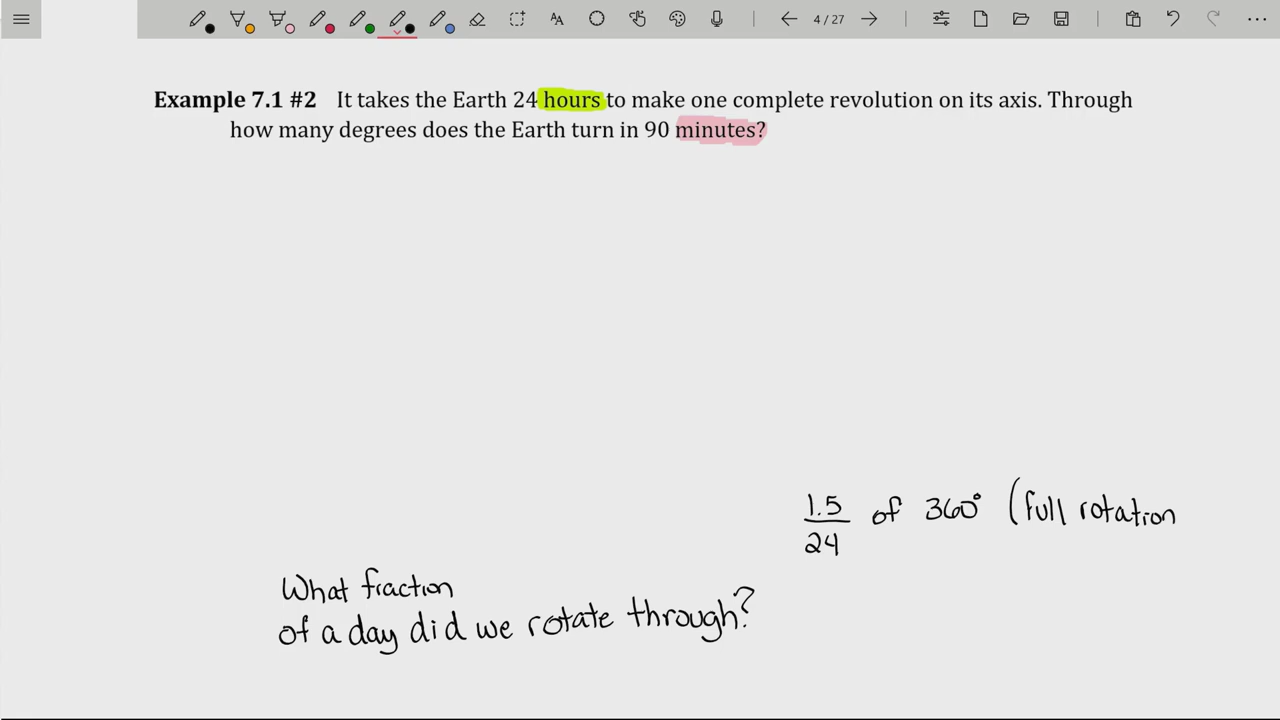 4 / 27
Example 7.1 #2 It takes the Earth 24 hours to make one complete revolution on its axis. Through
how many degrees does the Earth turn in 90 minutes?
1.5
of 360° (full rotation
24
What fraction
of a day did we rotate through?